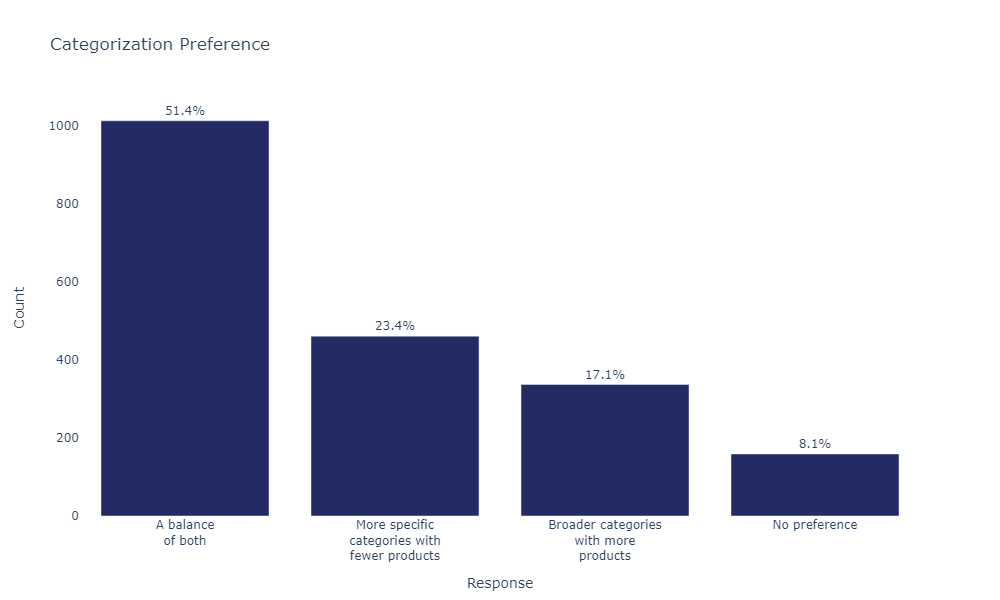 Categorization Preference
51.4%
23.4%
17.1%
8.1%
1000
800
600
400
200
0
Count
A balance
of both
More specific
categories with
fewer products
Broader categories
with more
products
No preference
Response